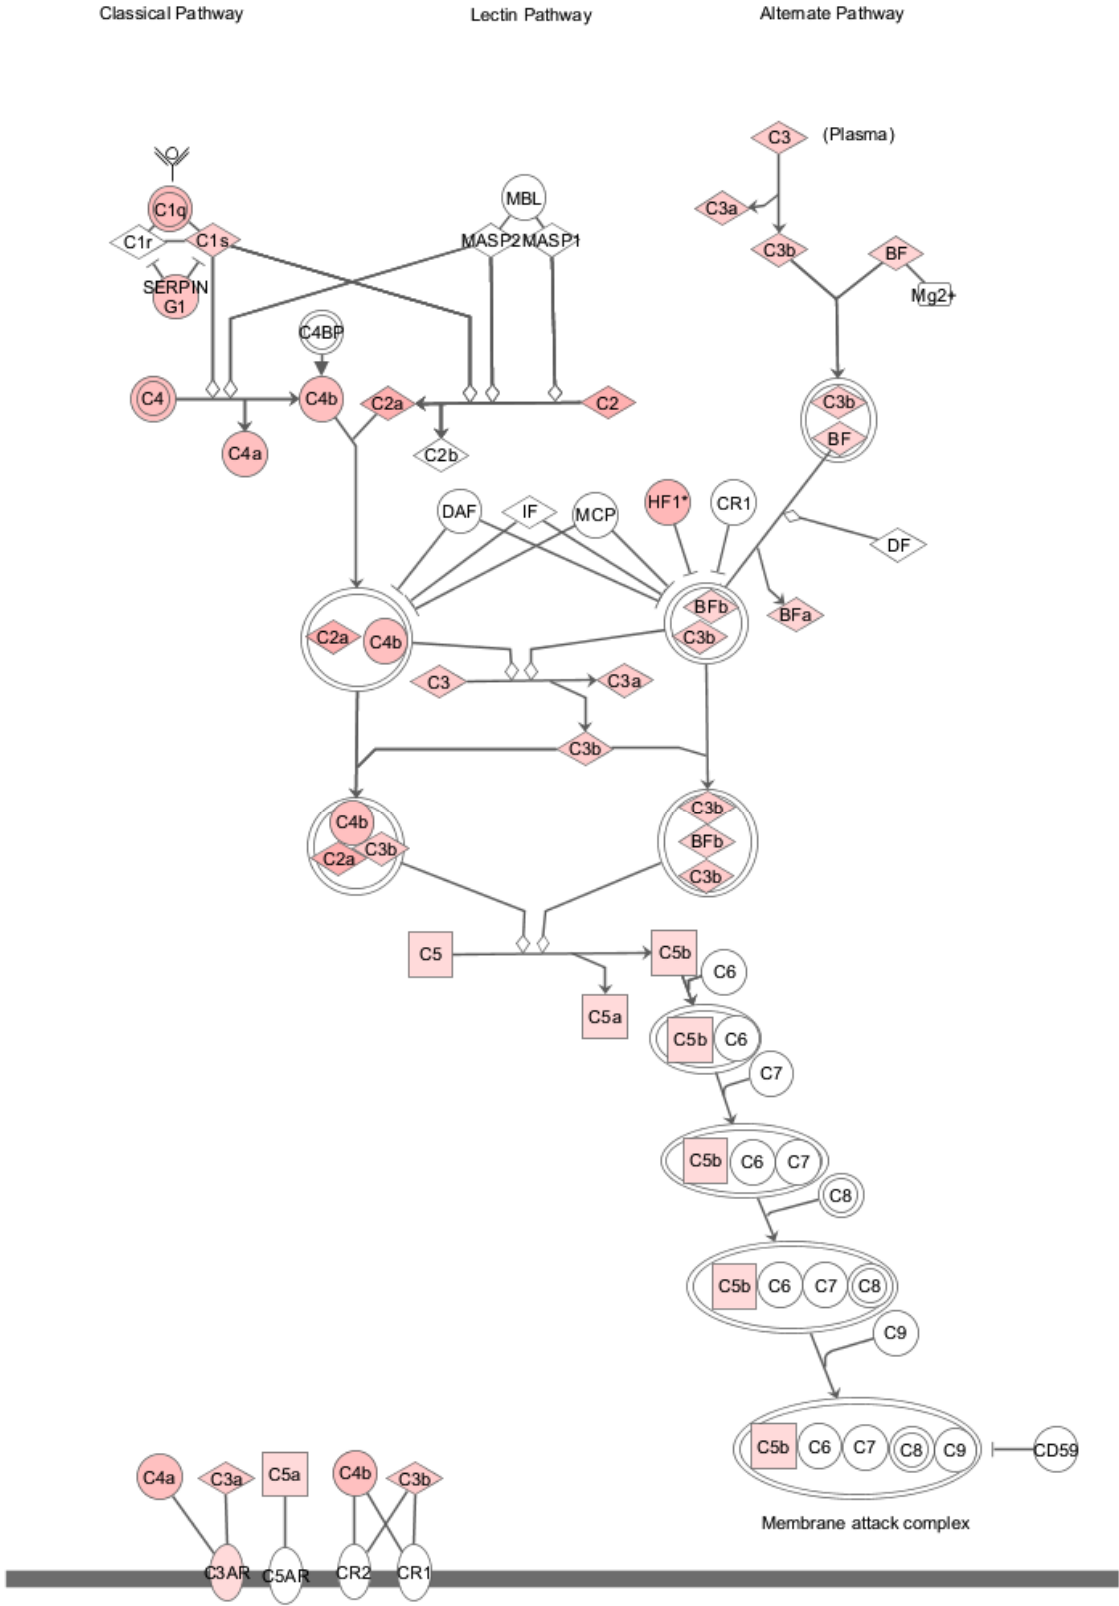 Classical Pathway
Lectin Pathway
Alternate Pathway
C3
(Plasma)
C1q
MBL
C3a
C1r
C1s
MASP2
MASP1
C3b
BF
SERPIN
G1
Mg2+
C4BP
C4
C4b
C2a
C2
C3b
BF
C4a
C2b
DAF
IF
MCP
HF1*
CR1
DF
BFb
BFa
C2a
C4b
C3b
C3
C3a
C3b
C4b
C2a
C3b
C3b
BFb
C3b
C5
C5b
C6
C5a
C5b
C6
C7
C5b
C6
C7
C8
C5b
C6
C7
C8
C9
C5b
C6
C7
C8
C9
CD59
Membrane attack complex
C4a
C3a
C5a
C4b
C3b
C3AR
C5AR
CR2
CR1